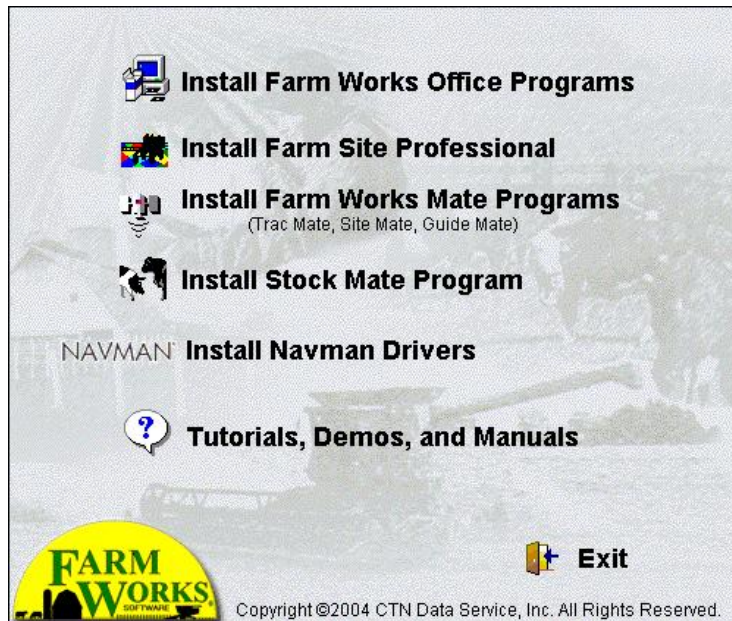 Install Farm Works Office Programs
Install Farm Site Professional
Install Farm Works Mate Programs
(Trac Mate, Site Mate, Guide Mate)
Install Stock Mate Program
NAVMAN Install Navman Drivers
? Tutorials, Demos, and Manuals
Exit
FARM
WORKS
SOFTWARE
Copyright ©2004 CTN Data Service, Inc. All Rights Reserved.